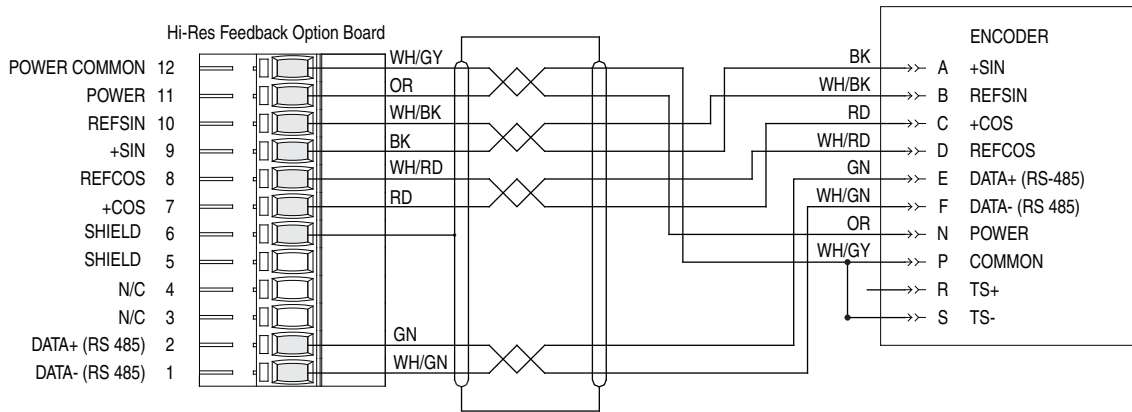 Hi-Res Feedback Option Board
POWER COMMON 12
POWER 11
REFSIN 10
+SIN 9
REFCOS 8
+COS 7
SHIELD 6
SHIELD 5
N/C 4
N/C 3
DATA+ (RS 485) 2
DATA- (RS 485) 1
WH/GY
OR
WH/BK
BK
WH/RD
RD
GN
WH/GN
BK
WH/BK
RD
WH/RD
GN
WH/GN
OR
WH/GY
ENCODER
A +SIN
B REFSIN
C +COS
D REFCOS
E DATA+ (RS-485)
F DATA- (RS 485)
N POWER
P COMMON
R TS+
S TS-